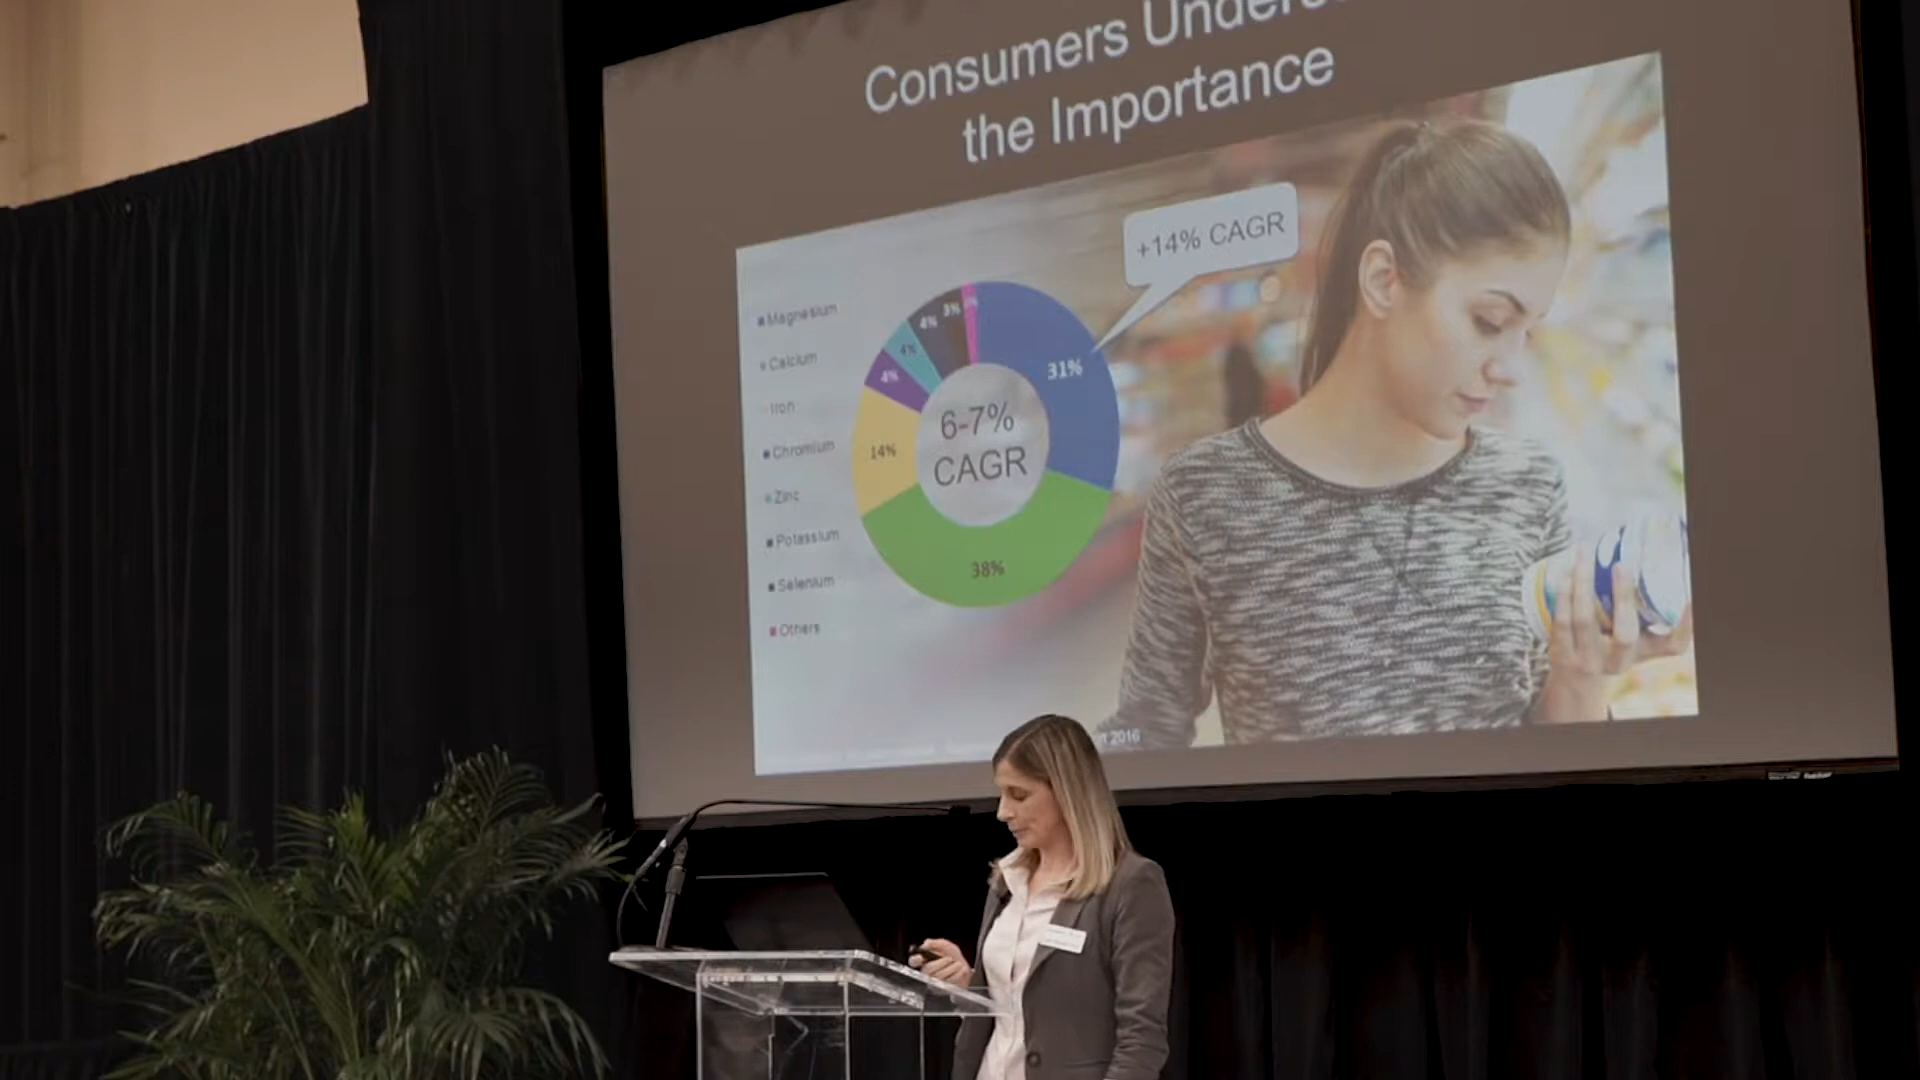 Consumers
the Importance
+14% CAGR
Magnesium
Calcium
Iron
Chromium
Zinc
Potassium
Selenium
Others
4%
3%
4%
4%
31%
14%
6-7%
CAGR
38%
2016